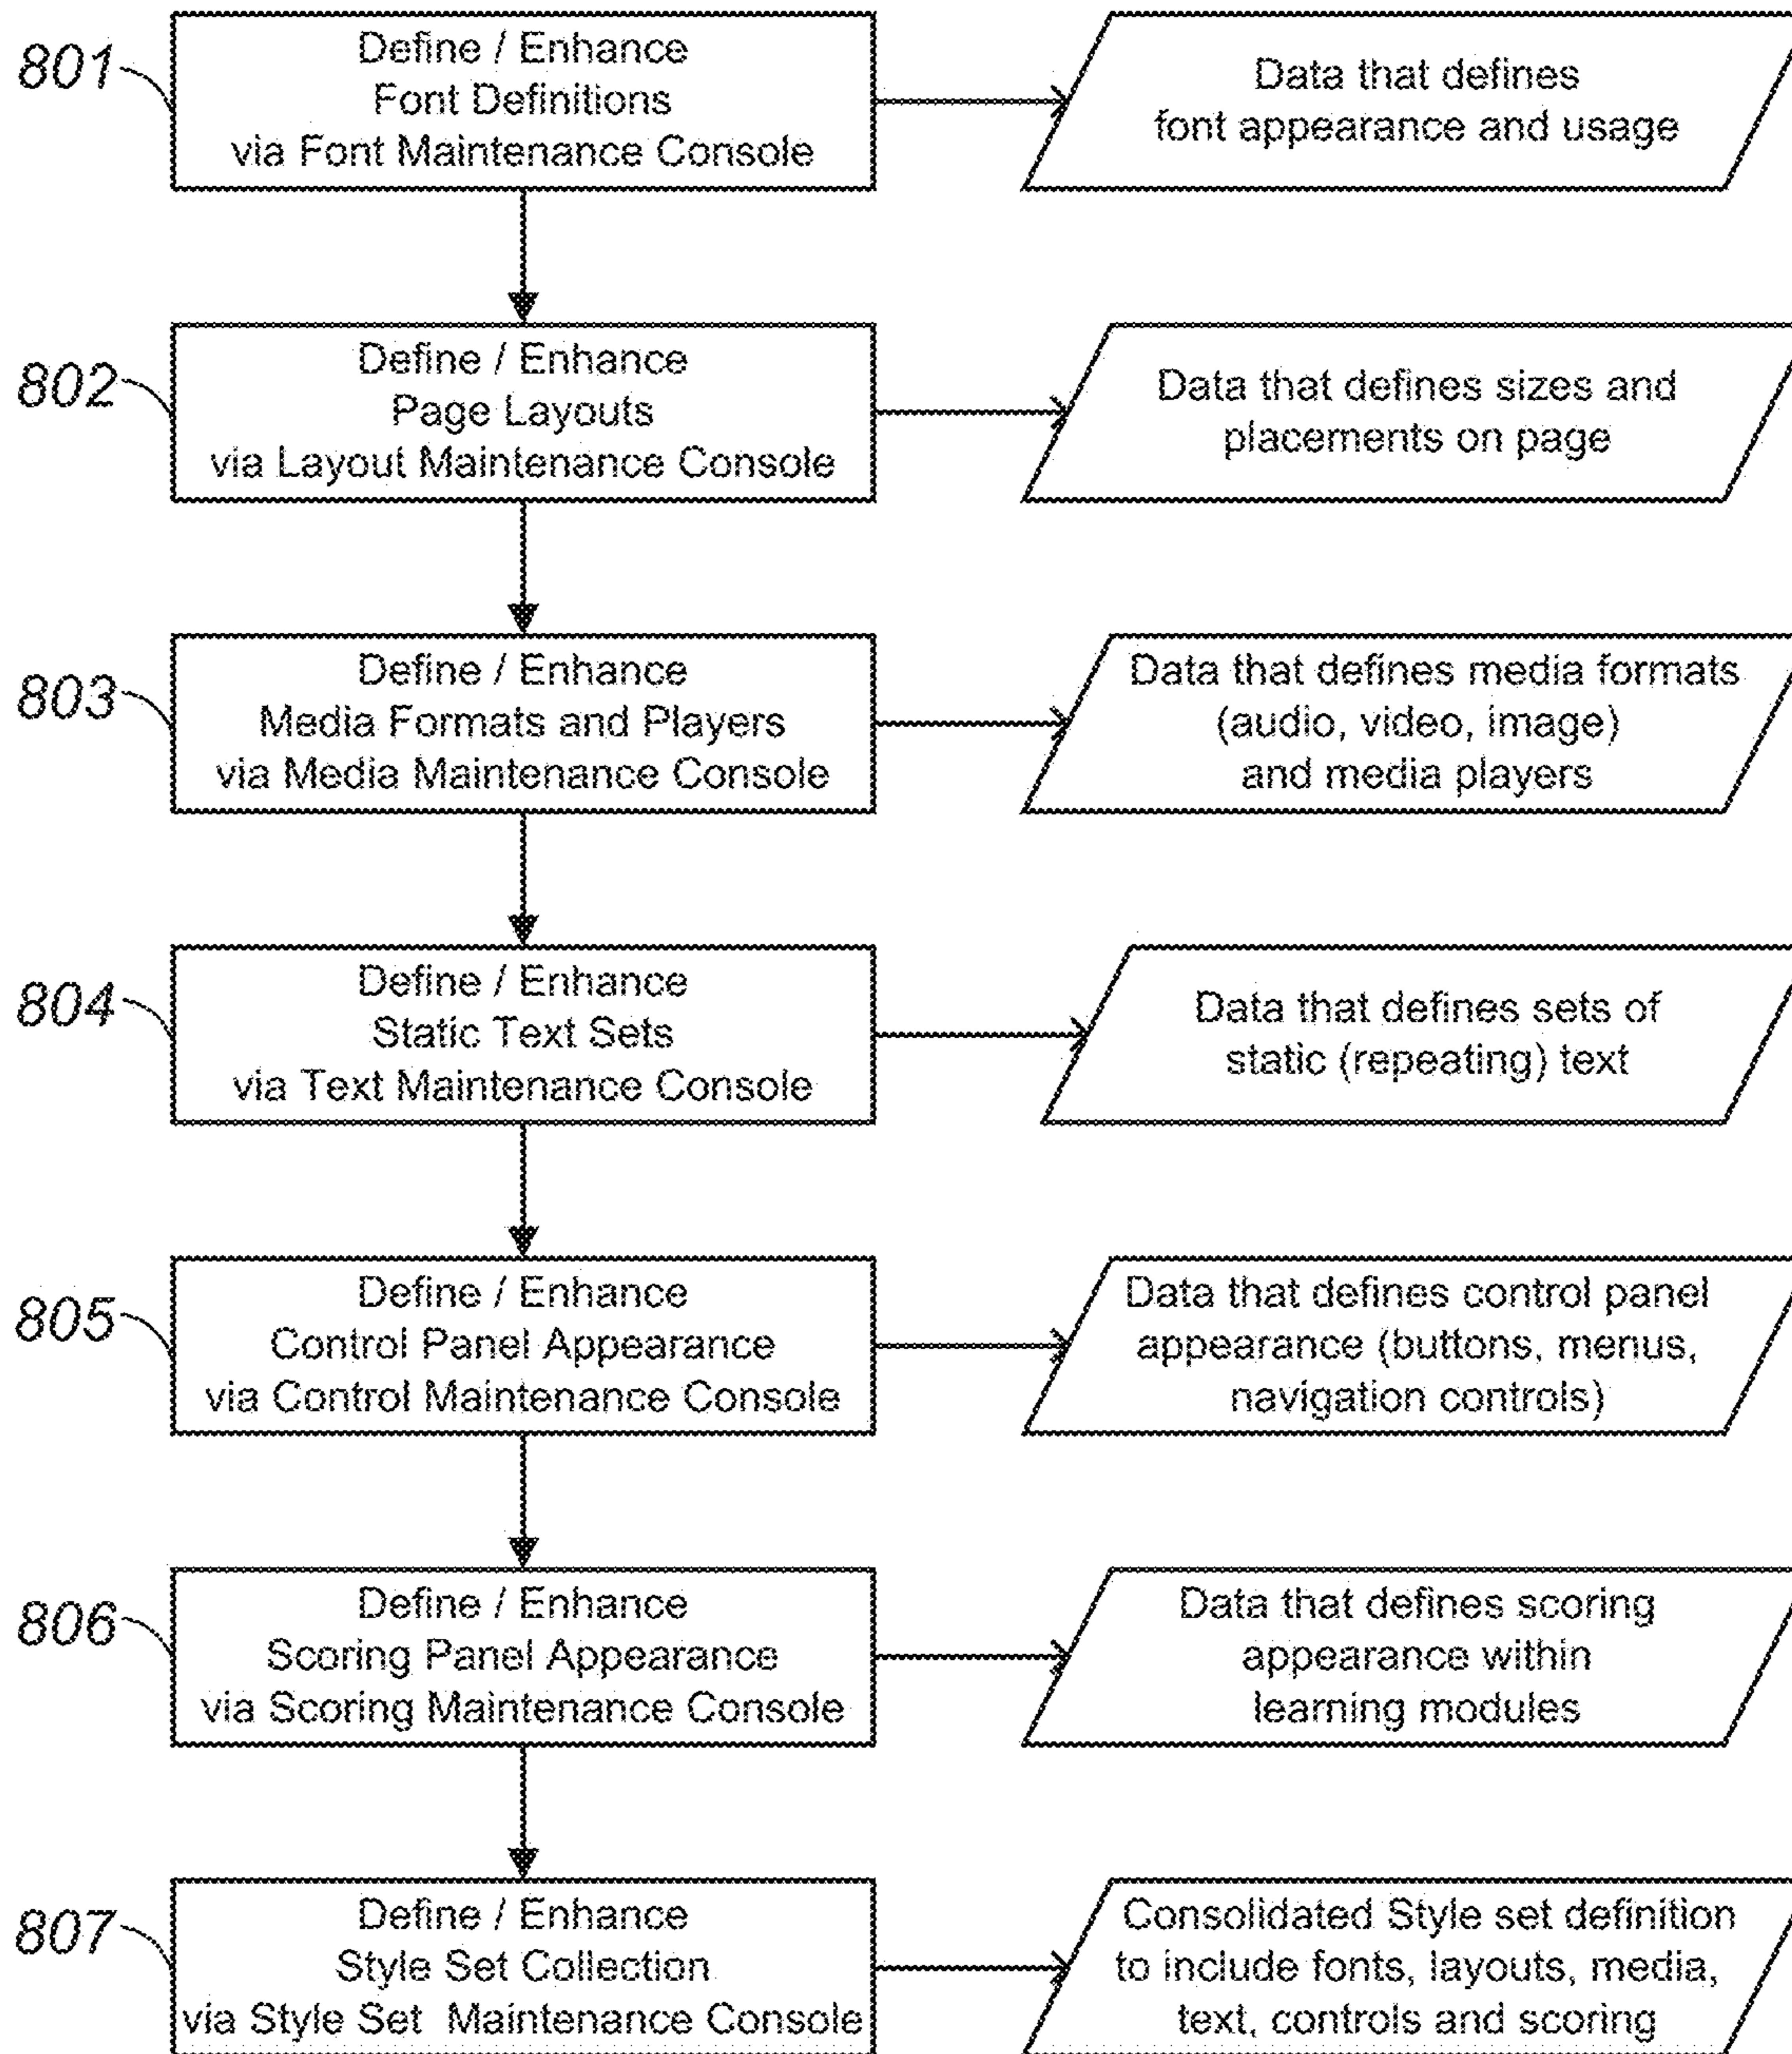 801
Define / Enhance
Font Definitions
via Font Maintenance Console
Data that defines
font appearance and usage
802
Define / Enhance
Page Layouts
via Layout Maintenance Console
Data that defines sizes and
placements on page
803
Define / Enhance
Media Formats and Players
via Media Maintenance Console
Data that defines media formats
(audio, video, image)
and media players
804
Define / Enhance
Static Text Sets
via Text Maintenance Console
Data that defines sets of
static (repeating) text
805
Define / Enhance
Control Panel Appearance
via Control Maintenance Console
Data that defines control panel
appearance (buttons, menus,
navigation controls)
806
Define / Enhance
Scoring Panel Appearance
via Scoring Maintenance Console
Data that defines scoring
appearance within
learning modules
807
Define / Enhance
Style Set Collection
via Style Set Maintenance Console
Consolidated Style set definition
to include fonts, layouts, media,
text, controls and scoring